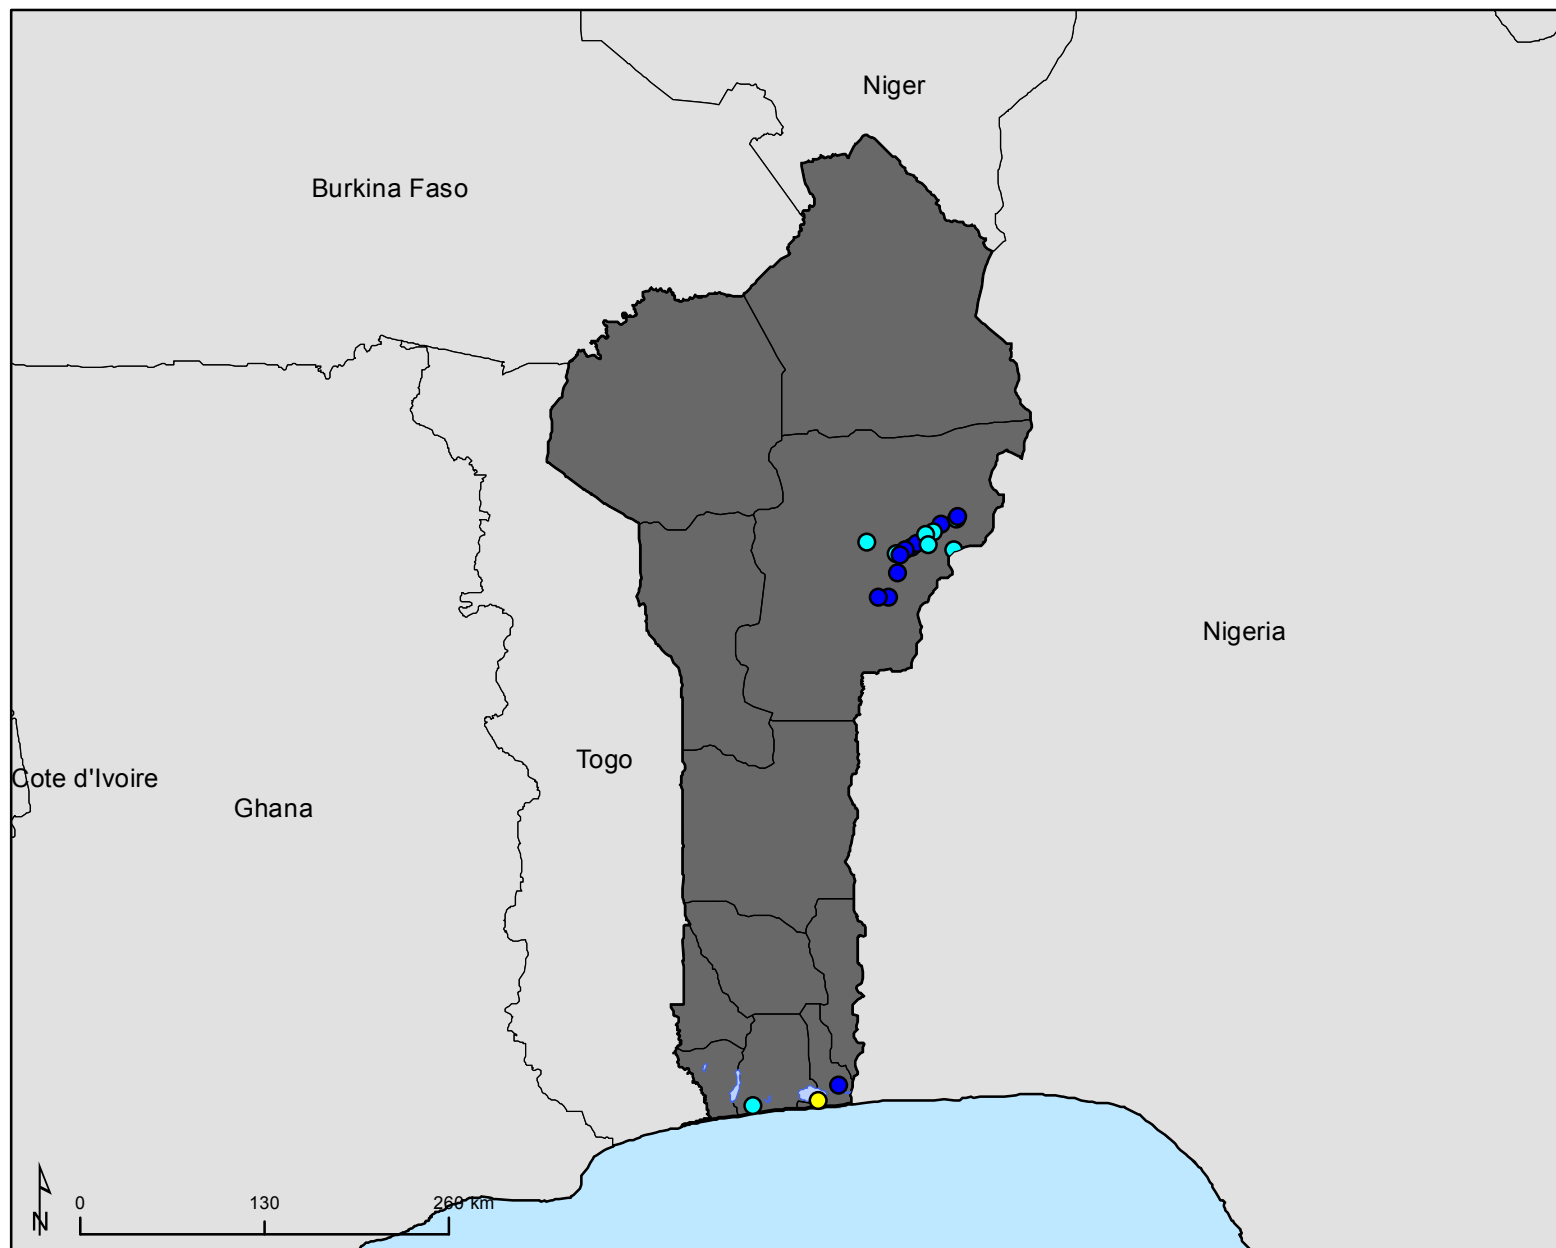 Niger
Burkina Faso
Nigeria
Togo
Cote d'Ivoire
Ghana
0 130 260 km
N